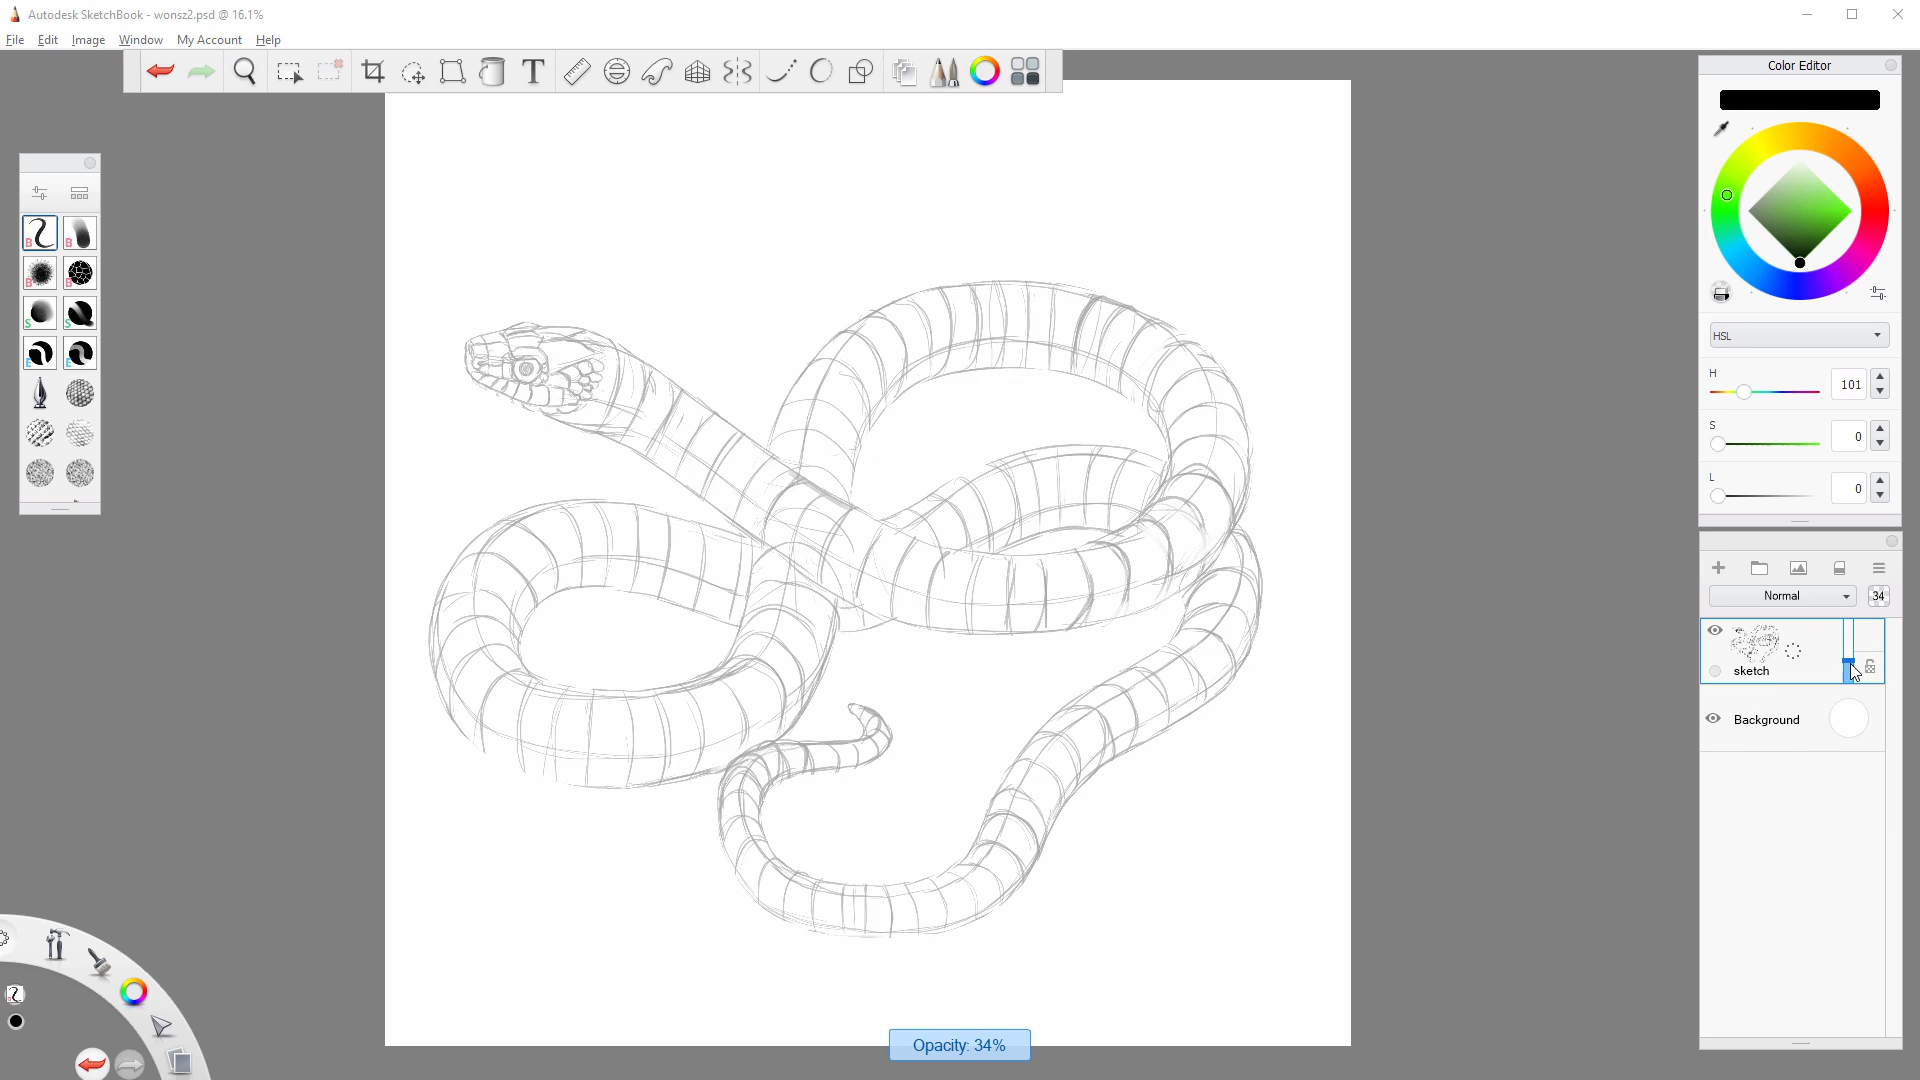 Autodesk SketchBook - wonsz2.psd @ 16.1%
File Edit Image Window My Account Help
T
Color Editor
B B
B B
S S
E E
HSL
H 101
S 0
L 0
Normal 34
sketch
Background
Opacity: 34%